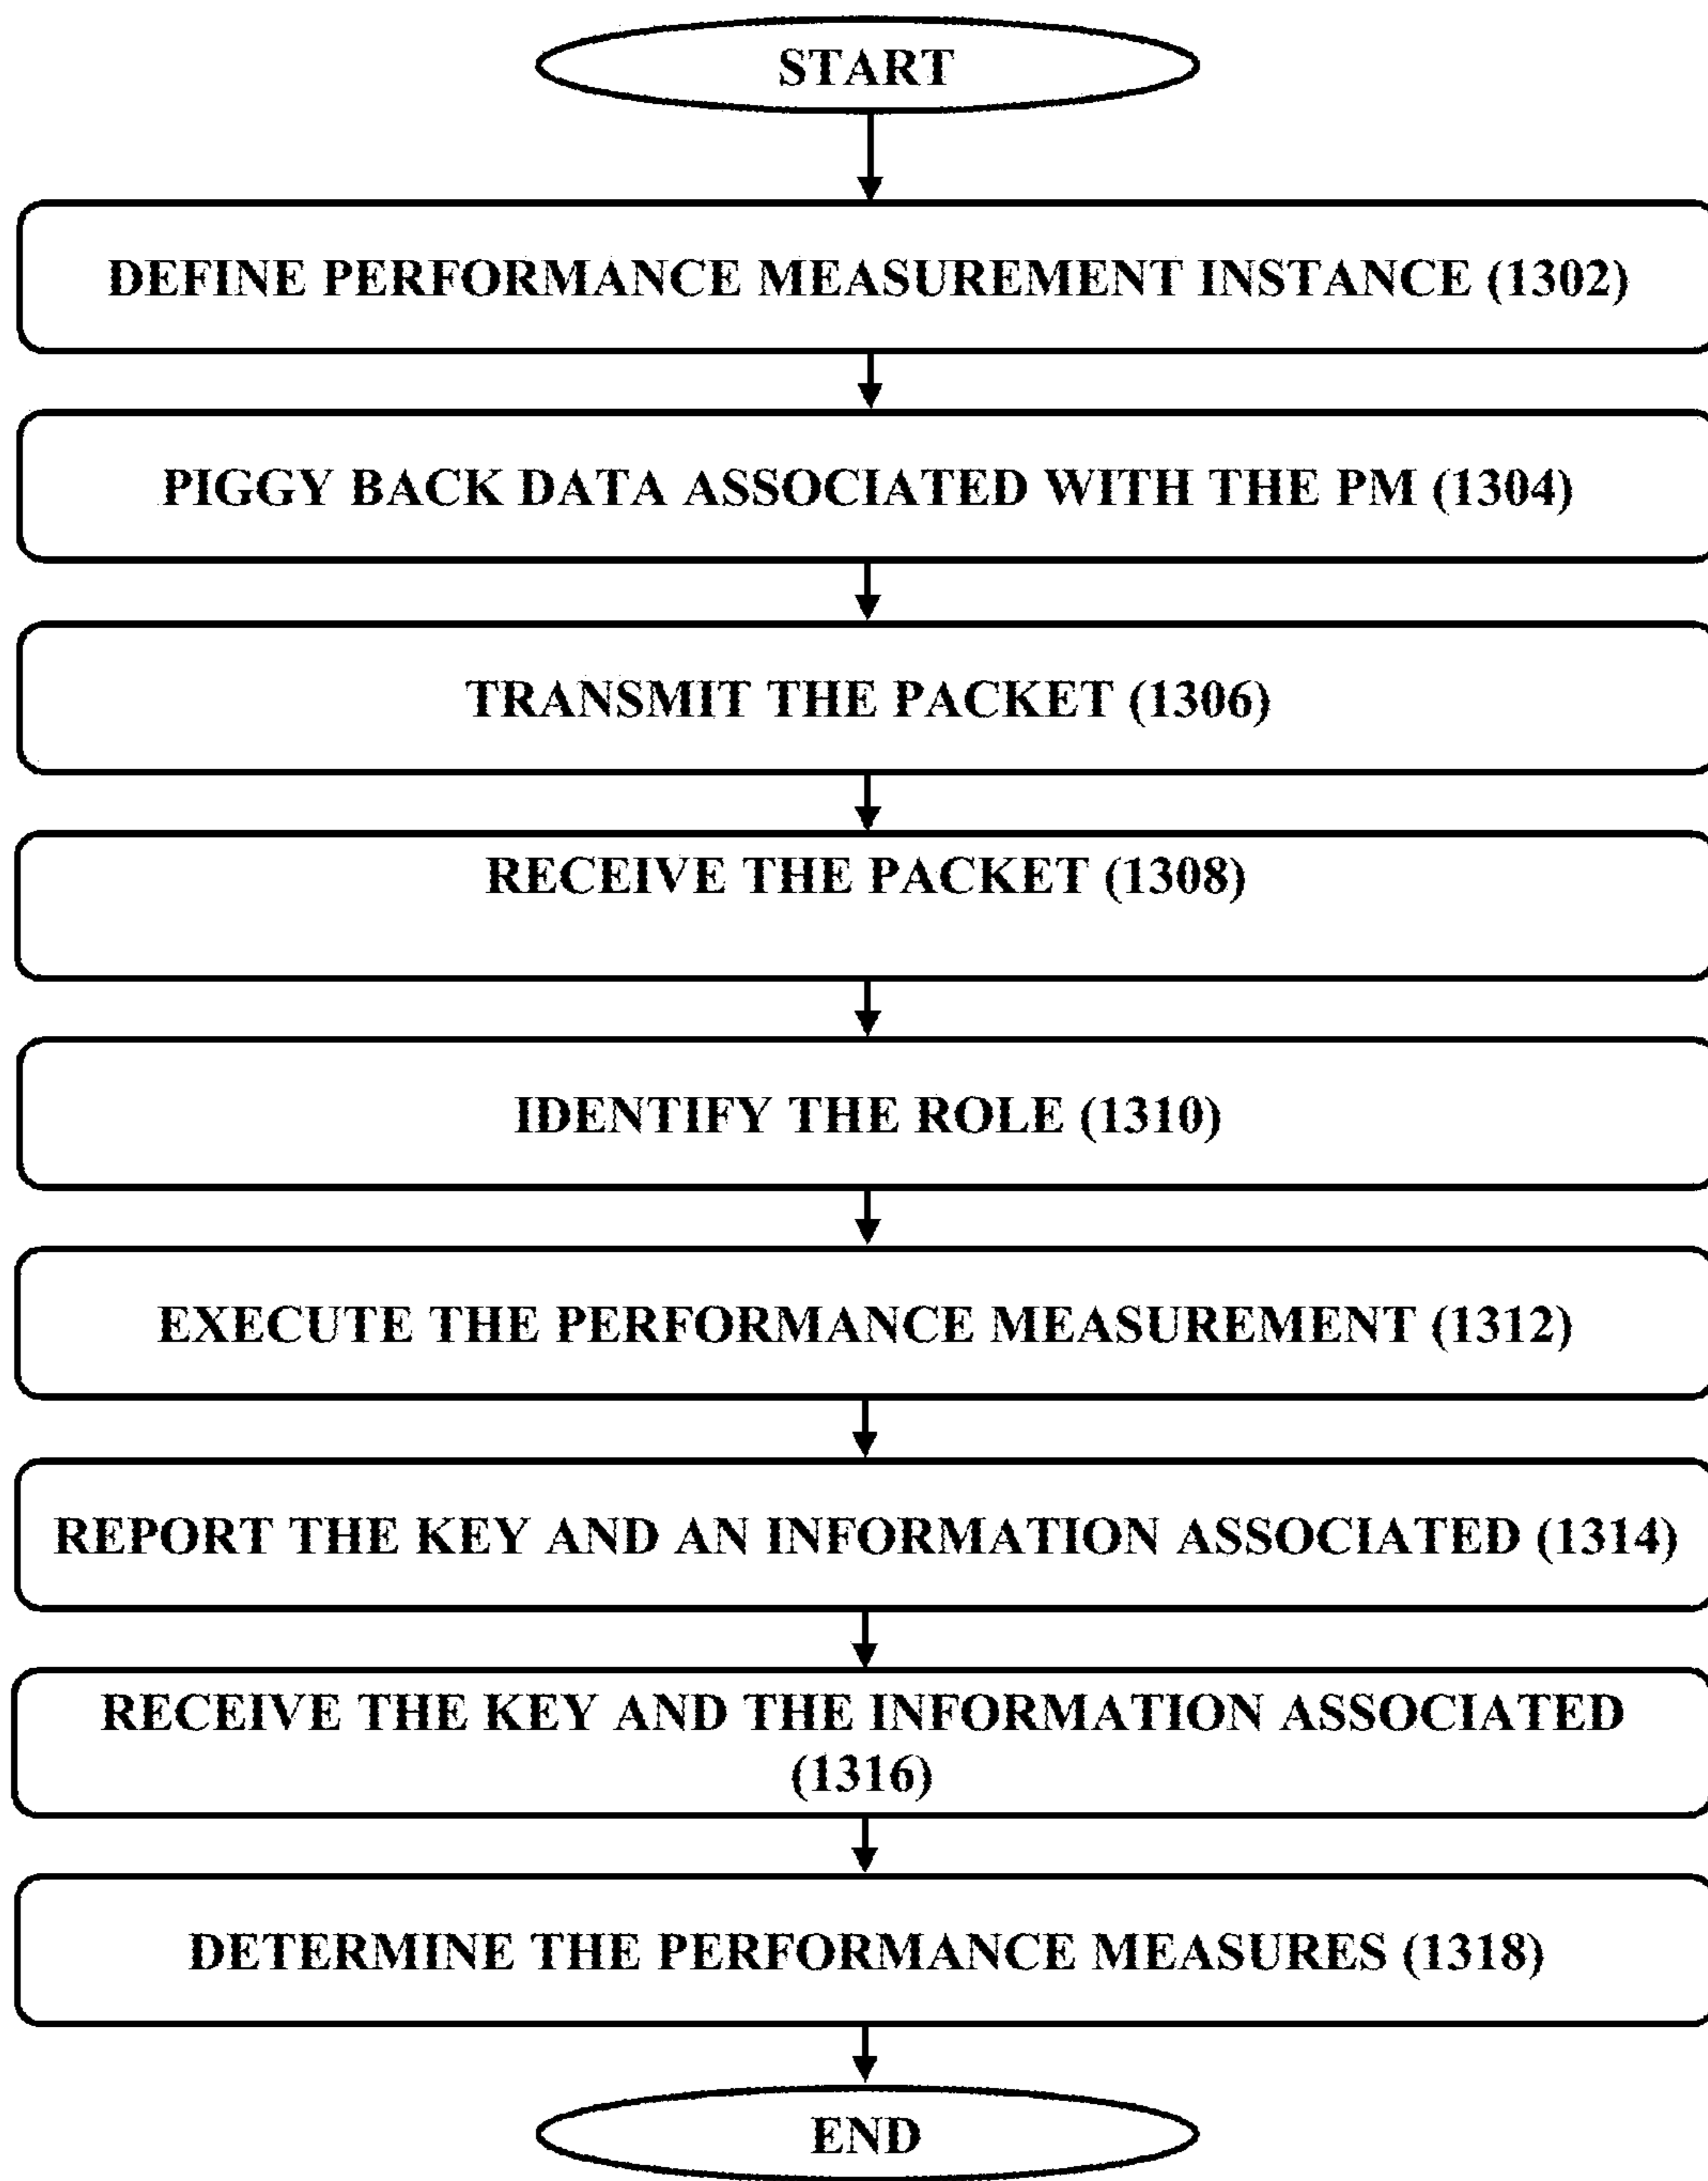 START
DEFINE PERFORMANCE MEASUREMENT INSTANCE (1302)
PIGGY BACK DATA ASSOCIATED WITH THE PM (1304)
TRANSMIT THE PACKET (1306)
RECEIVE THE PACKET (1308)
IDENTIFY THE ROLE (1310)
EXECUTE THE PERFORMANCE MEASUREMENT (1312)
REPORT THE KEY AND AN INFORMATION ASSOCIATED (1314)
RECEIVE THE KEY AND THE INFORMATION ASSOCIATED
(1316)
DETERMINE THE PERFORMANCE MEASURES (1318)
END